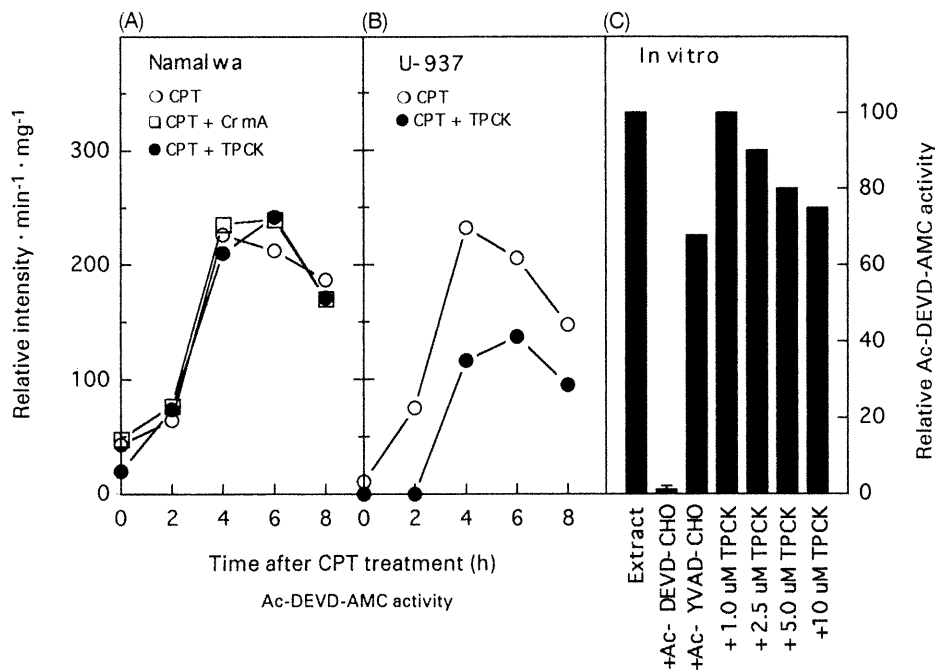 (A)
(B)
(C)
Namalwa
CPT
CPT + CrmA
CPT + TPCK
U-937
CPT
CPT + TPCK
In vitro
Relative intensity · min-1 · mg-1
300
200
100
0
0 2 4 6 8
0 2 4 6 8
Time after CPT treatment (h)
Ac-DEVD-AMC activity
100
80
60
40
20
0
Relative Ac-DEVD-AMC activity
Extract
+Ac- DEVD-CHO
+Ac- YVAD-CHO
+ 1.0 uM TPCK
+ 2.5 uM TPCK
+ 5.0 uM TPCK
+10 uM TPCK